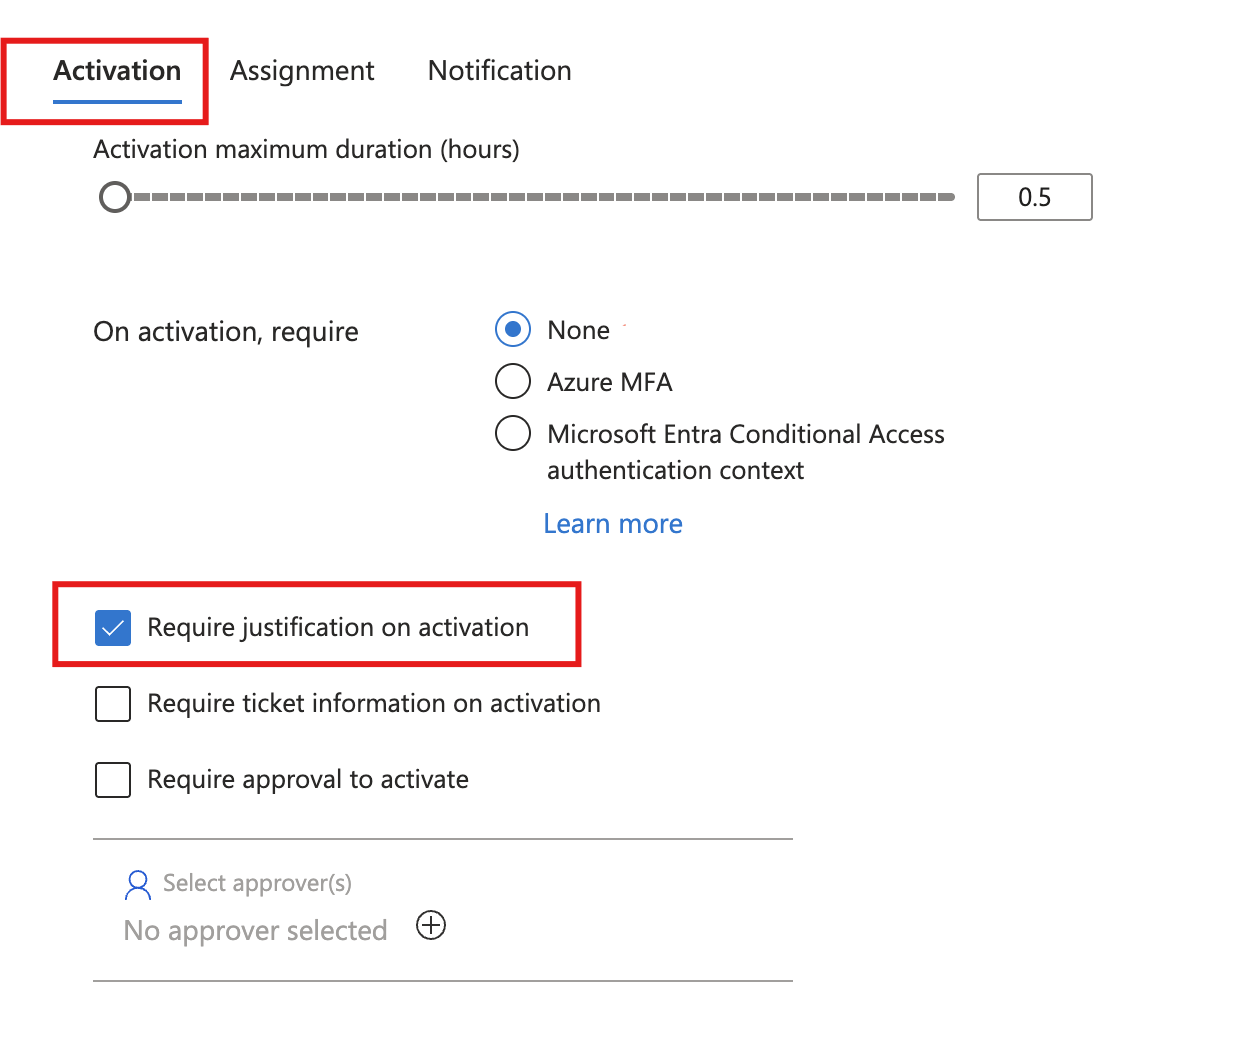 Activation Assignment Notification
Activation maximum duration (hours)
0.5
On activation, require
None
Azure MFA
Microsoft Entra Conditional Access
authentication context
Learn more
Require justification on activation
Require ticket information on activation
Require approval to activate
Select approver(s)
No approver selected